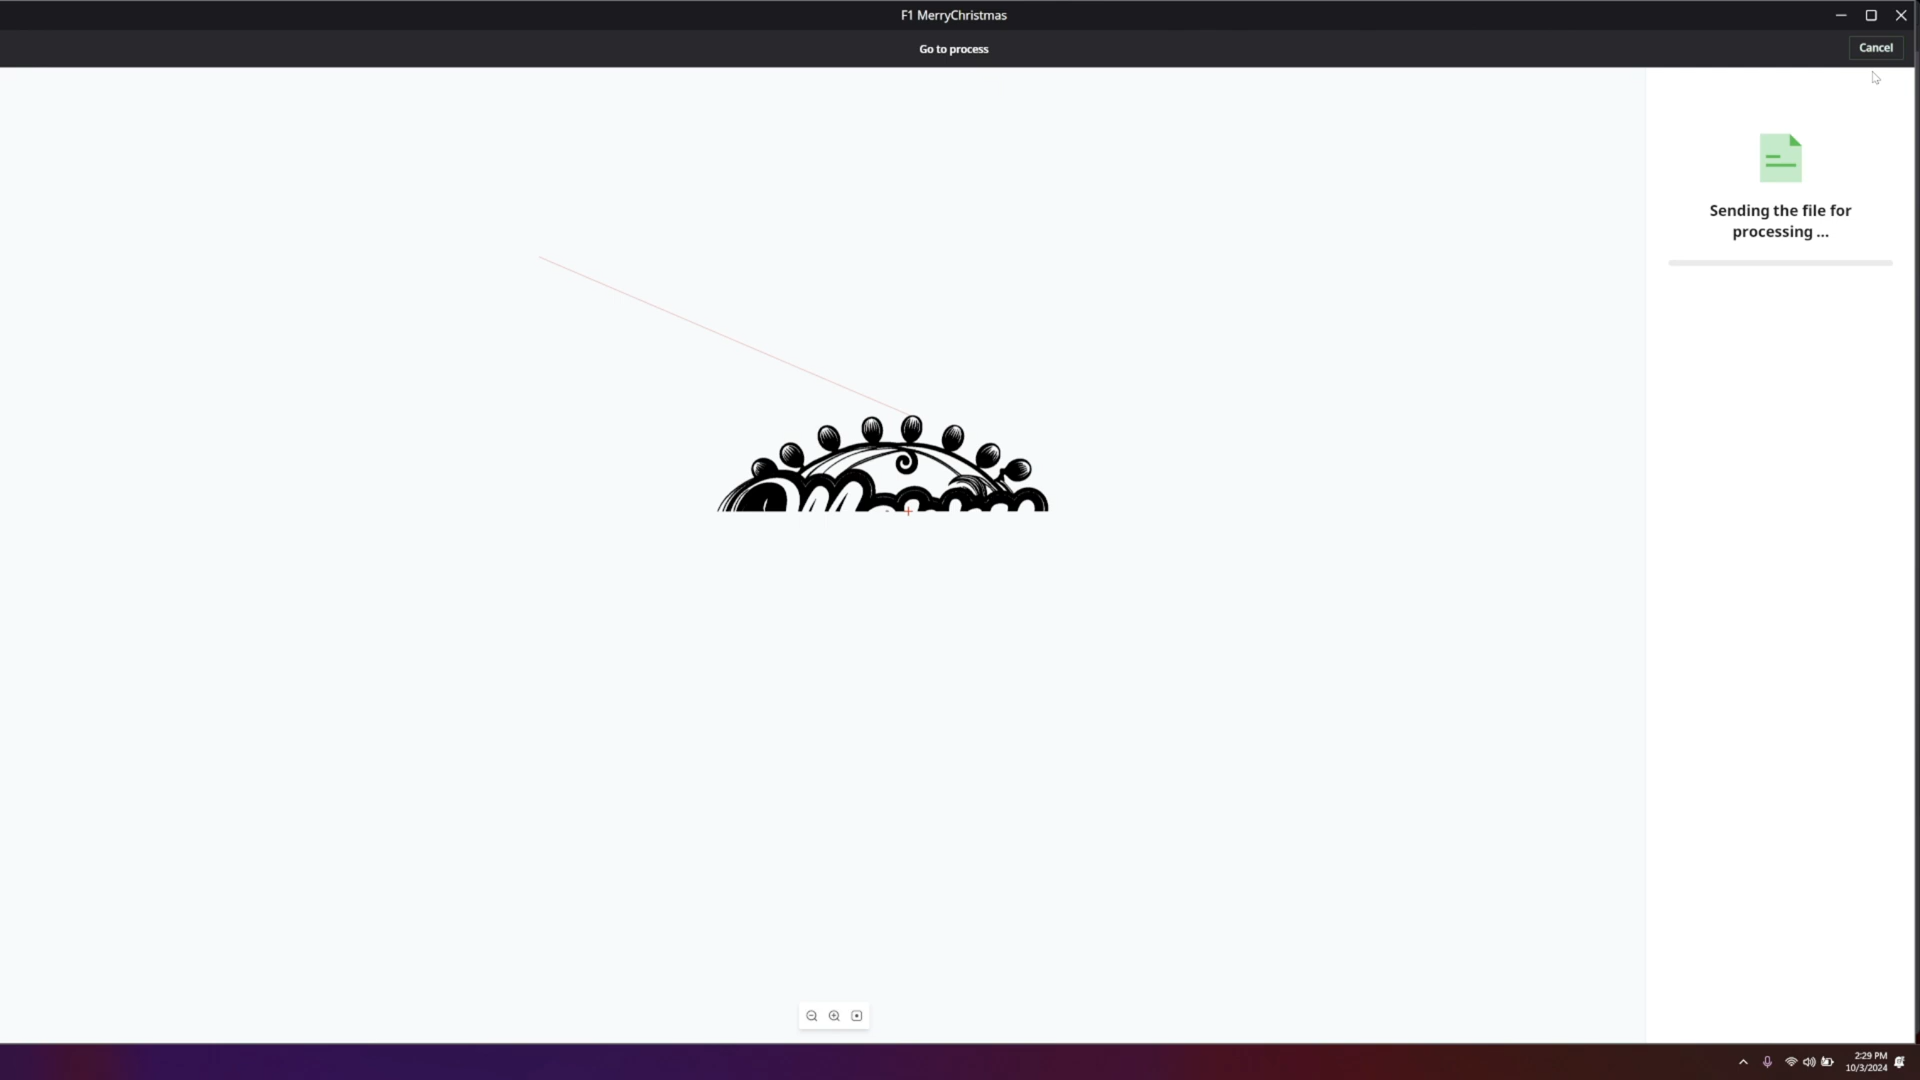 F1 MerryChristmas
Go to process
Cancel
Sending the file for
processing ...
2:29 PM
10/3/2024